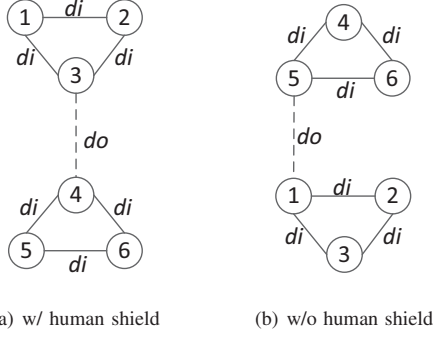 1 di 2
di di
3
do
4
di di
5 di 6
a) w/ human shield
4
di di
5 di 6
do
1 di 2
di di
3
(b) w/o human shield